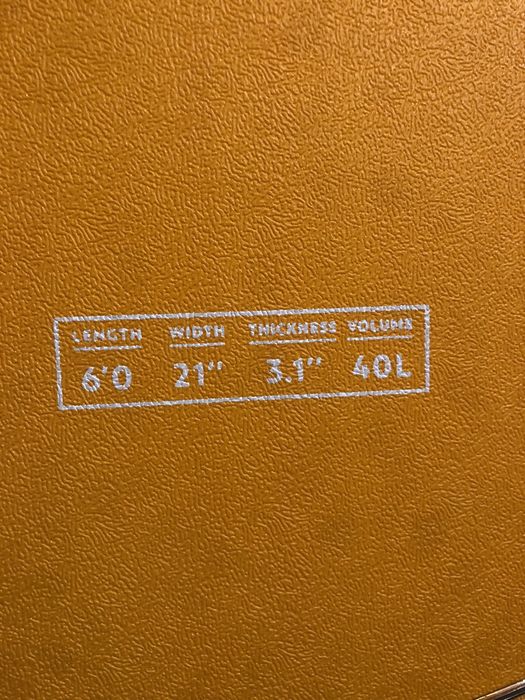 LENGTH WIDTH THICKNESS VOLUME
6'0 21" 3.1" 40L